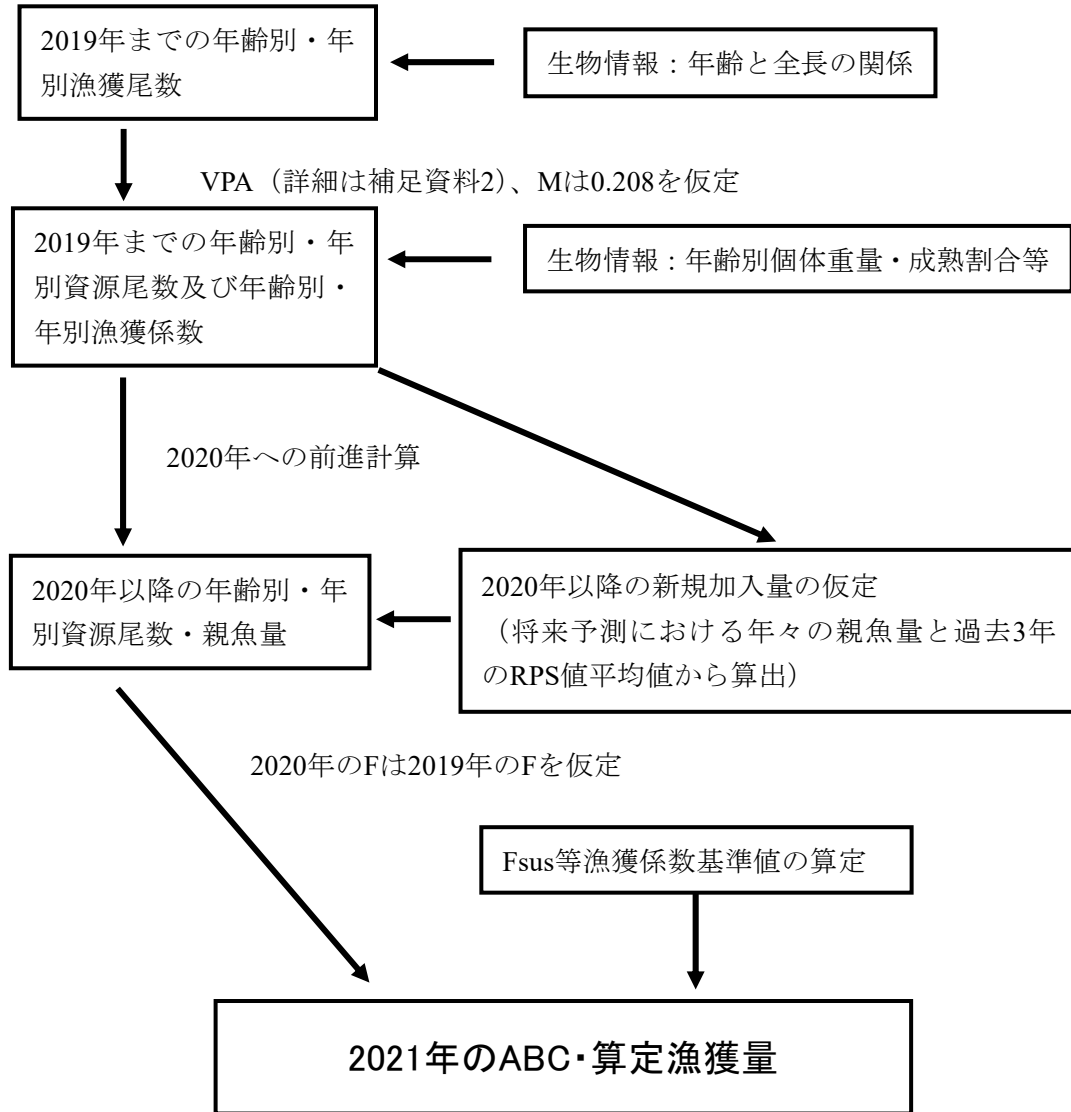 2019年までの年齢別・年
別漁獲尾数
生物情報：年齢と全長の関係
VPA（詳細は補足資料2）、Mは0.208を仮定
2019年までの年齢別・年
別資源尾数及び年齢別・
年別漁獲係数
生物情報：年齢別個体重量・成熟割合等
2020年への前進計算
2020年以降の年齢別・年
別資源尾数・親魚量
2020年以降の新規加入量の仮定
（将来予測における年々の親魚量と過去3年
のRPS値平均値から算出）
2020年のFは2019年のFを仮定
Fsus等漁獲係数基準値の算定
2021年のABC・算定漁獲量